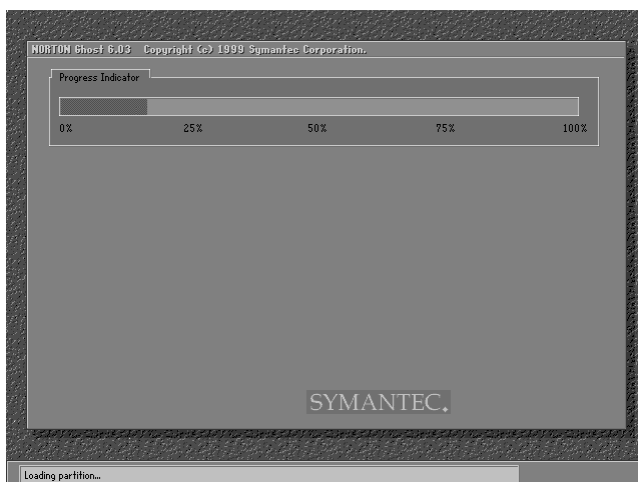 NORTON Ghost 6.03   Copyright (c) 1999 Symantec Corporation.
Progress Indicator
0% 25% 50% 75% 100%
SYMANTEC.
Loading partition...